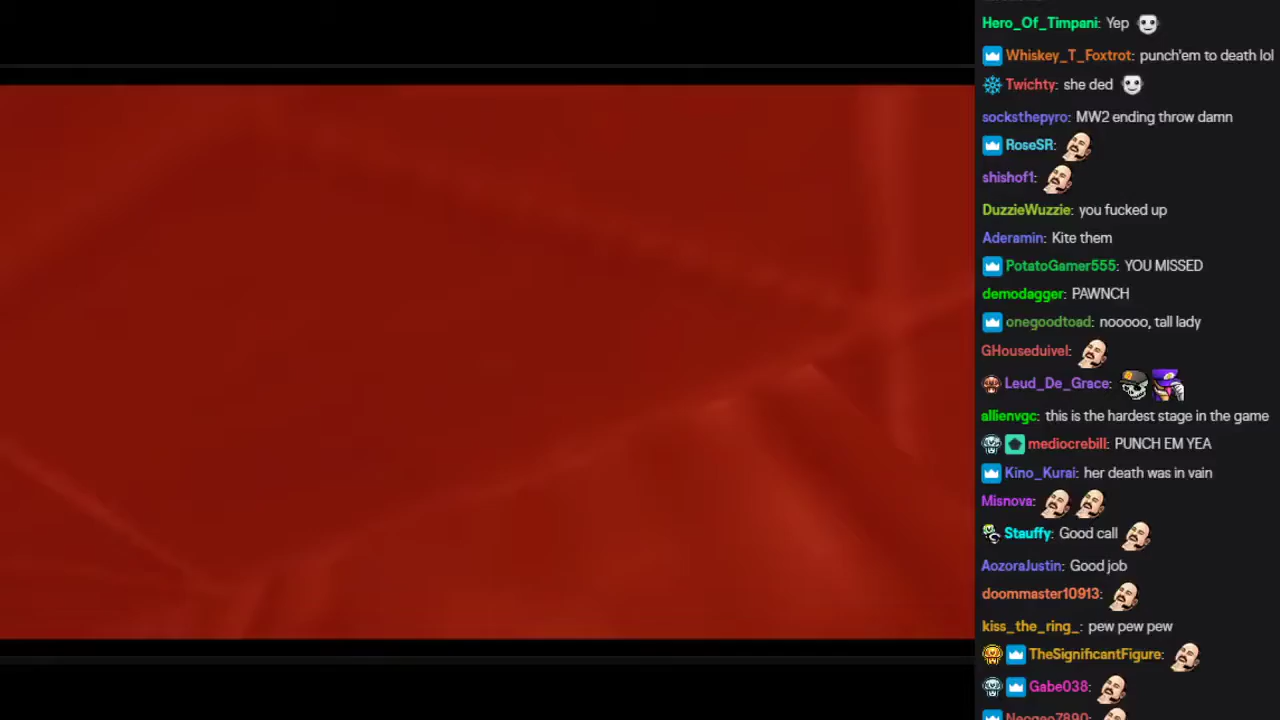 Hero_Of_Timpani: Yep
Whiskey_T_Foxtrot: punch'em to death lol
Twichty: she ded
socksthepyro: MW2 ending throw damn
RoseSR:
shishof1:
DuzzieWuzzie: you fucked up
Aderamin: Kite them
PotatoGamer555: YOU MISSED
demodagger: PAWNCH
onegoodtoad: nooooo, tall lady
GHouseduivel:
Leud_De_Grace:
allienvgc: this is the hardest stage in the game
mediocrebill: PUNCH EM YEA
Kino_Kurai: her death was in vain
Misnova:
Stauffy: Good call
AozoraJustin: Good job
doommaster10913:
kiss_the_ring_: pew pew pew
TheSignificantFigure:
Gabe038: